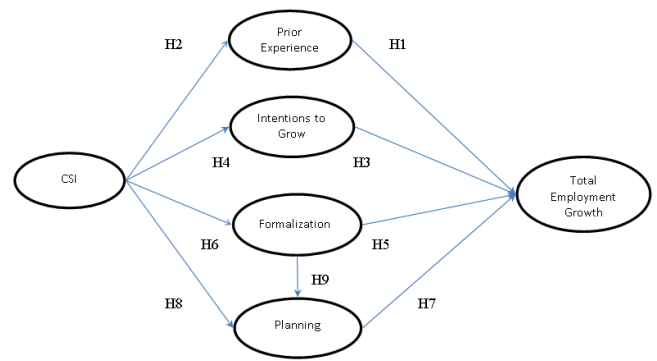 H2
Prior
Experience
H1
Intentions to
Grow
H4
H3
CSI
Total
Employment
Growth
Formalization
H6
H5
H9
H8
H7
Planning